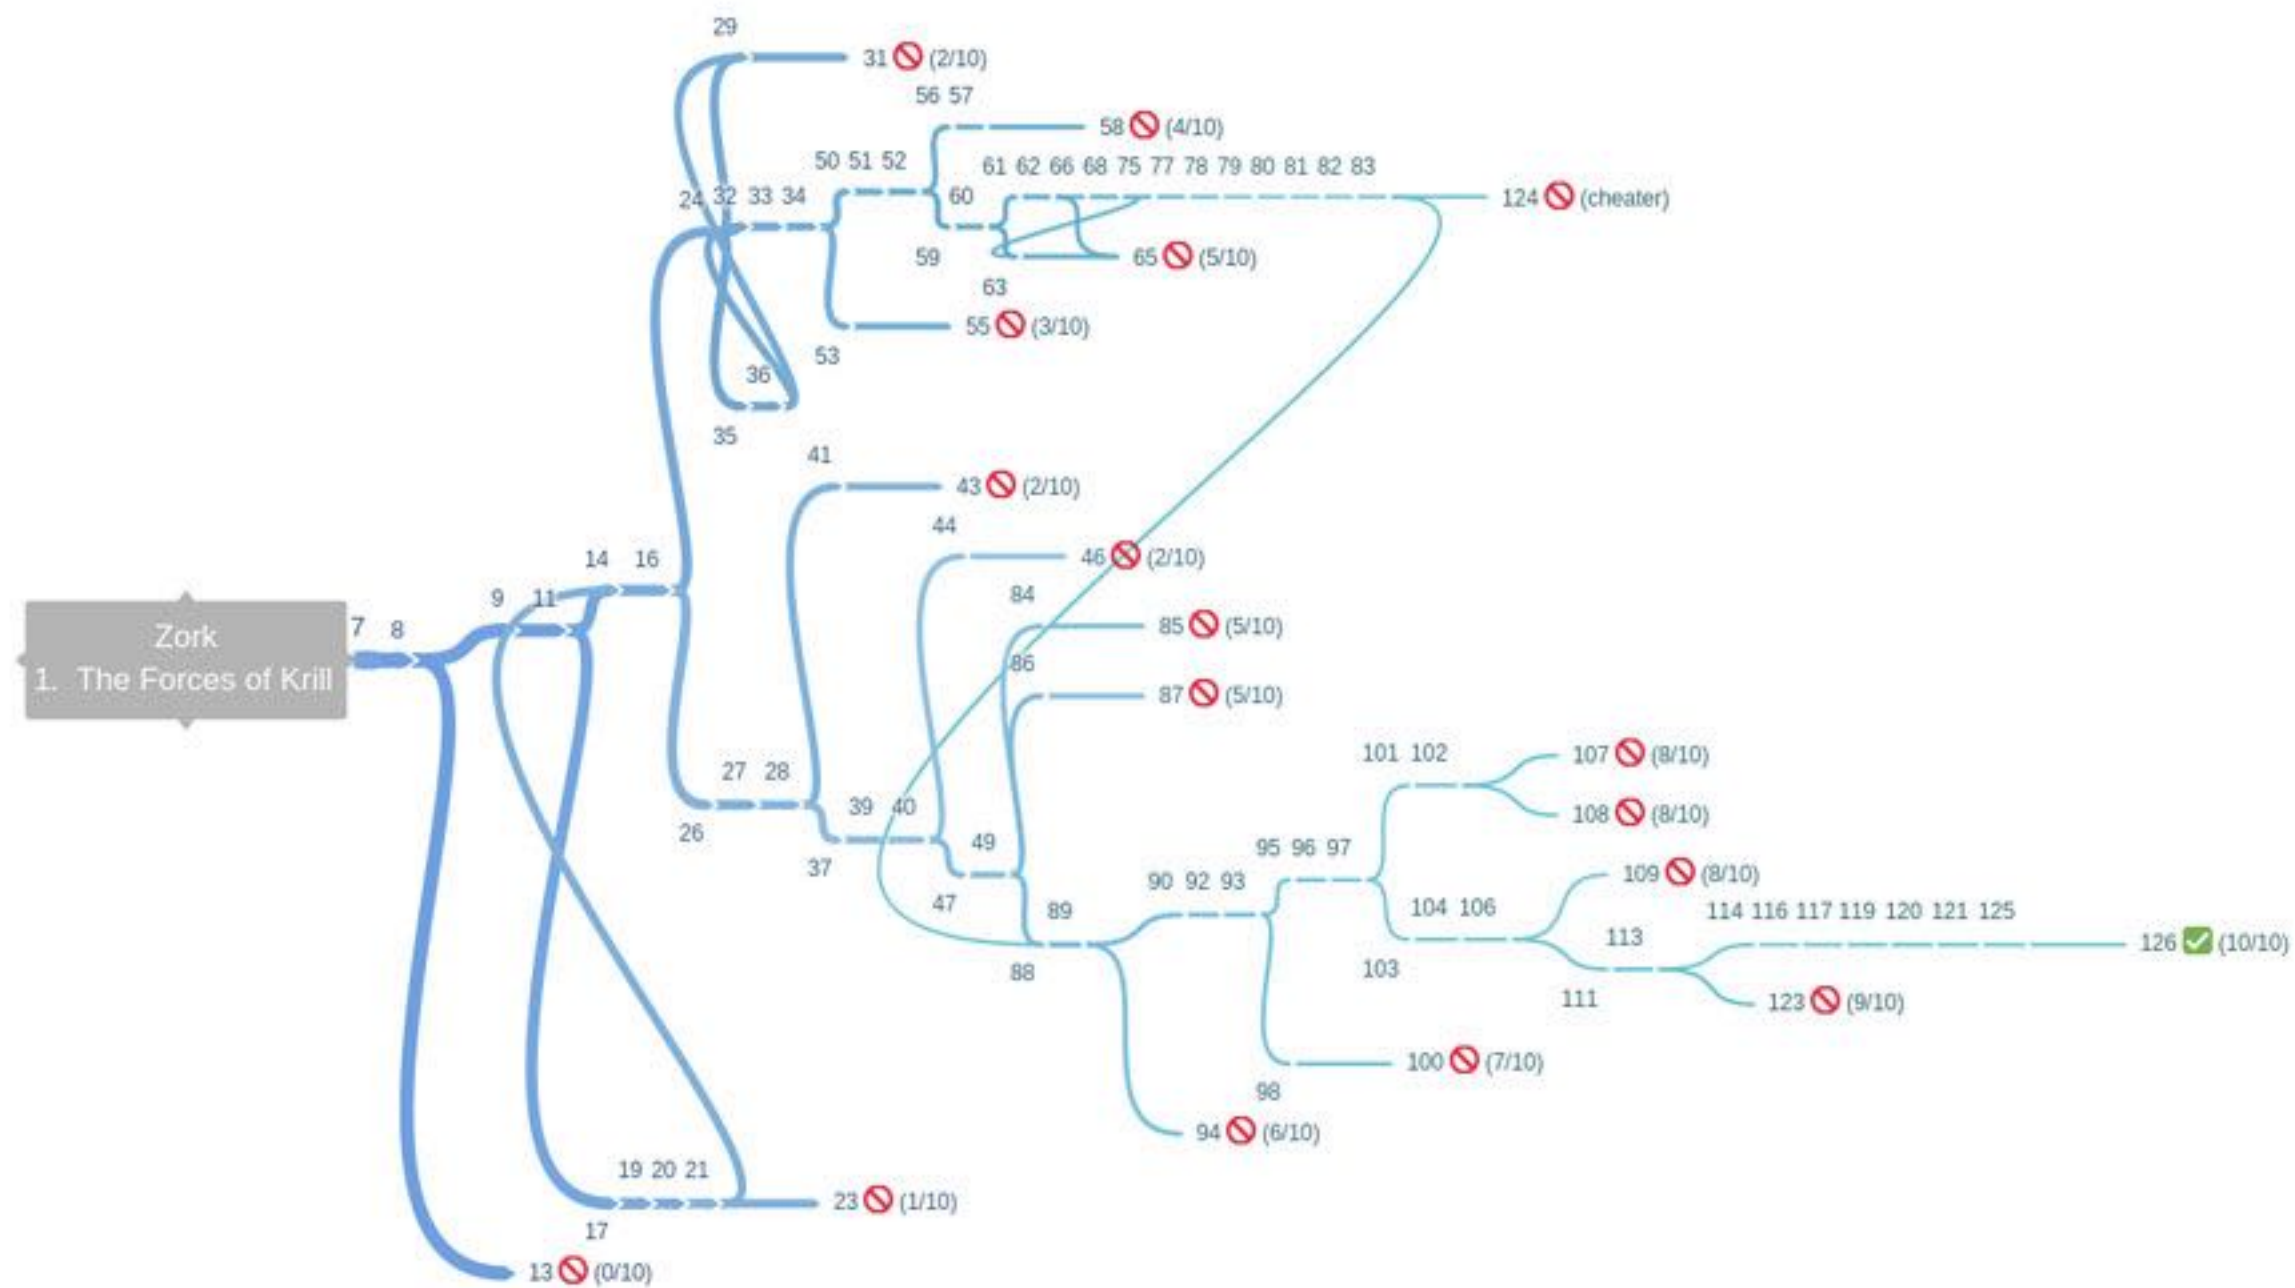 29
31 🚫 (2/10)
56 57
58 🚫 (4/10)
50 51 52
61 62 66 68 75 77 78 79 80 81 82 83
24 32 33 34
60
124 🚫 (cheater)
59
65 🚫 (5/10)
63
55 🚫 (3/10)
53
36
35
41
43 🚫 (2/10)
44
14 16
46 🚫 (2/10)
9 11
84
7 8
Zork
1. The Forces of Krill
85 🚫 (5/10)
86
87 🚫 (5/10)
101 102
107 🚫 (8/10)
27 28
39 40
108 🚫 (8/10)
26
49
95 96 97
37
109 🚫 (8/10)
90 92 93
47
89
104 106
114 116 117 119 120 121 125
113
126 ✅ (10/10)
88
103
111
123 🚫 (9/10)
100 🚫 (7/10)
98
94 🚫 (6/10)
19 20 21
23 🚫 (1/10)
17
13 🚫 (0/10)